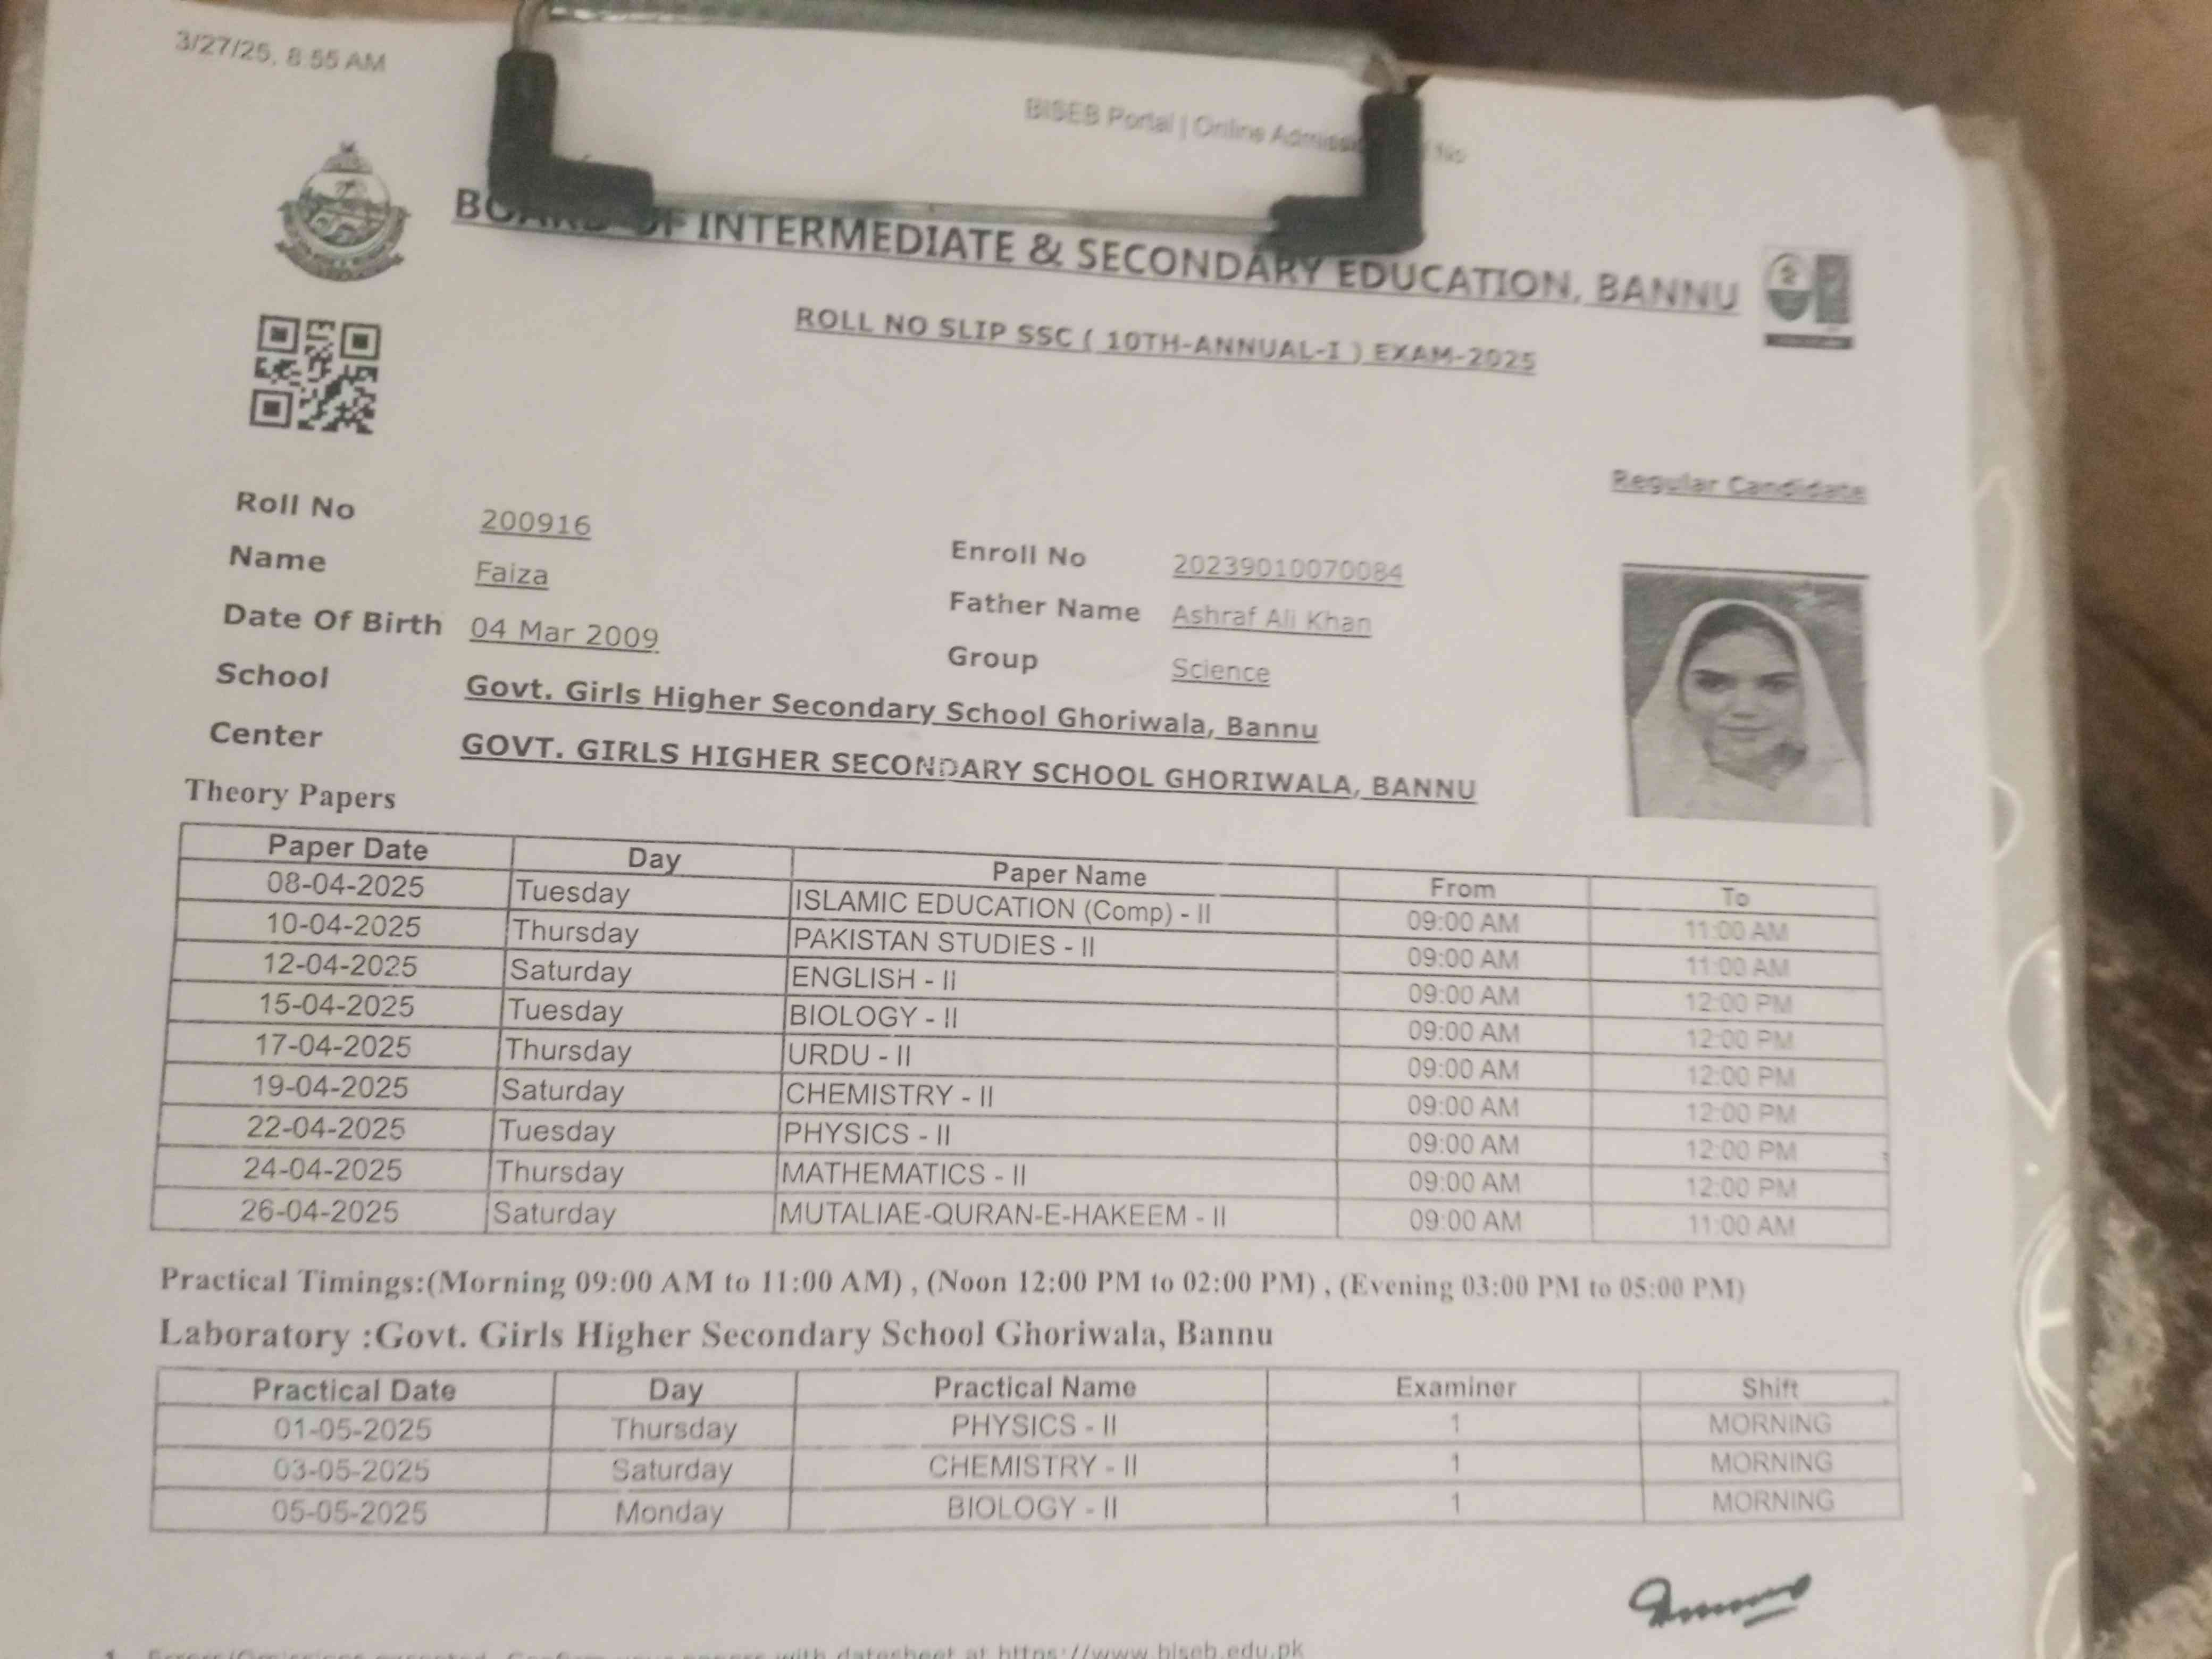 3/27/25, 8:55 AM
BISEB Portal | Online No
BOARD OF INTERMEDIATE & SECONDARY EDUCATION, BANNU
ROLL NO SLIP SSC ( 10TH-ANNUAL-I ) EXAM-2025
Regular Candidate
Roll No 200916
Enroll No 20239010070084
Name Faiza
Father Name Ashraf Ali Khan
Date Of Birth 04 Mar 2009
Group Science
School Govt. Girls Higher Secondary School Ghoriwala, Bannu
Center GOVT. GIRLS HIGHER SECONDARY SCHOOL GHORIWALA, BANNU
Theory Papers
Paper Date Day Paper Name From To
08-04-2025 Tuesday ISLAMIC EDUCATION (Comp) - II 09:00 AM 11:00 AM
10-04-2025 Thursday PAKISTAN STUDIES - II 09:00 AM 11:00 AM
12-04-2025 Saturday ENGLISH - II 09:00 AM 12:00 PM
15-04-2025 Tuesday BIOLOGY - II 09:00 AM 12:00 PM
17-04-2025 Thursday URDU - II 09:00 AM 12:00 PM
19-04-2025 Saturday CHEMISTRY - II 09:00 AM 12:00 PM
22-04-2025 Tuesday PHYSICS - II 09:00 AM 12:00 PM
24-04-2025 Thursday MATHEMATICS - II 09:00 AM 12:00 PM
26-04-2025 Saturday MUTALIAE-QURAN-E-HAKEEM - II 09:00 AM 11:00 AM
Practical Timings:(Morning 09:00 AM to 11:00 AM) , (Noon 12:00 PM to 02:00 PM) , (Evening 03:00 PM to 05:00 PM)
Laboratory :Govt. Girls Higher Secondary School Ghoriwala, Bannu
Practical Date Day Practical Name Examiner Shift
01-05-2025 Thursday PHYSICS - II 1 MORNING
03-05-2025 Saturday CHEMISTRY - II 1 MORNING
05-05-2025 Monday BIOLOGY - II 1 MORNING
with datesheet at https://www.biseb.edu.pk